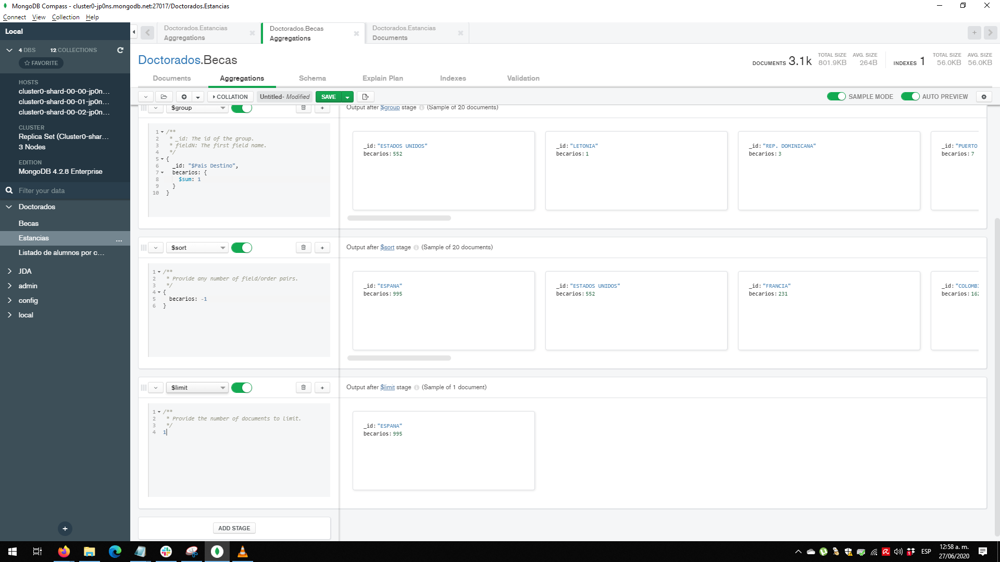 MongoDB Compass - cluster0-jp0ns.mongodb.net:27017/Doctorados.Estancias
Connect View Collection Help
Local
4 DBS 12 COLLECTIONS
FAVORITE
HOSTS
cluster0-shard-00-00-jp0n...
cluster0-shard-00-01-jp0n...
cluster0-shard-00-02-jp0n...
CLUSTER
Replica Set (Cluster0-shar...
3 Nodes
EDITION
MongoDB 4.2.8 Enterprise
Filter your data
Doctorados
Becas
Estancias ...
Listado de alumnos por c...
JDA
admin
config
local
Doctorados.Estancias
Aggregations
Doctorados.Becas
Aggregations
Doctorados.Estancias
Documents
Doctorados.Becas
DOCUMENTS 3.1k TOTAL SIZE 801.9KB AVG. SIZE 264B INDEXES 1 TOTAL SIZE 56.0KB AVG. SIZE 56.0KB
Documents Aggregations Schema Explain Plan Indexes Validation
COLLATION Untitled- Modified SAVE SAMPLE MODE AUTO PREVIEW
$group
Output after $group stage (Sample of 20 documents)
1 /**
2 * _id: The id of the group.
3 * fieldN: The first field name.
4 */
5 {
6 _id: "$Pais Destino",
7 becarios: {
8 $sum: 1
9 }
10 }
_id: "ESTADOS UNIDOS"
becarios: 552
_id: "LETONIA"
becarios: 1
_id: "REP. DOMINICANA"
becarios: 3
_id: "PUERTO
becarios: 7
$sort
Output after $sort stage (Sample of 20 documents)
1 /**
2 * Provide any number of field/order pairs.
3 */
4 {
5 becarios: -1
6 }
_id: "ESPANA"
becarios: 995
_id: "ESTADOS UNIDOS"
becarios: 552
_id: "FRANCIA"
becarios: 231
_id: "COLOMBI
becarios: 162
$limit
Output after $limit stage (Sample of 1 document)
1 /**
2 * Provide the number of documents to limit.
3 */
4 1
_id: "ESPANA"
becarios: 995
ADD STAGE
ESP
12:58 a. m.
27/06/2020